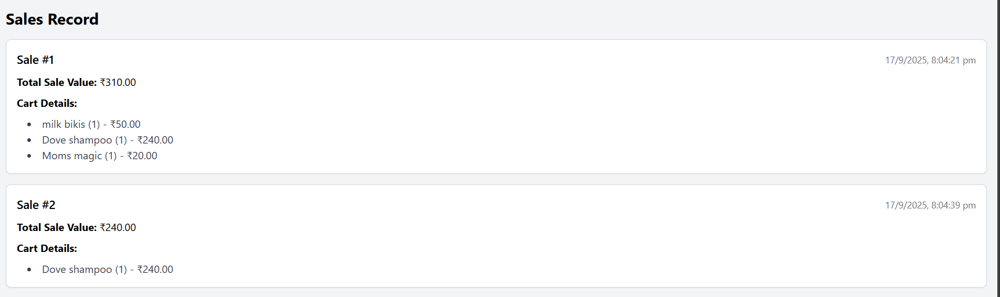 Sales Record
Sale #1
17/9/2025, 8:04:21 pm
Total Sale Value: ₹310.00
Cart Details:
• milk bikis (1) - ₹50.00
• Dove shampoo (1) - ₹240.00
• Moms magic (1) - ₹20.00
Sale #2
17/9/2025, 8:04:39 pm
Total Sale Value: ₹240.00
Cart Details:
• Dove shampoo (1) - ₹240.00